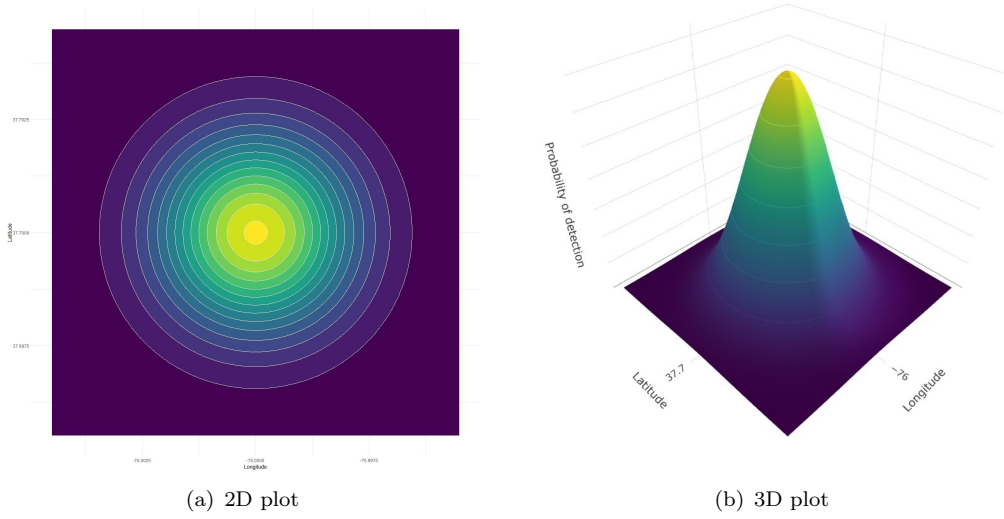 37.7025
37.7000
37.6975
Latitude
-76.0025
-76.0000
-75.9975
Longitude
Probability of detection
Latitude
37.7
−76
Longitude
(a) 2D plot
(b) 3D plot